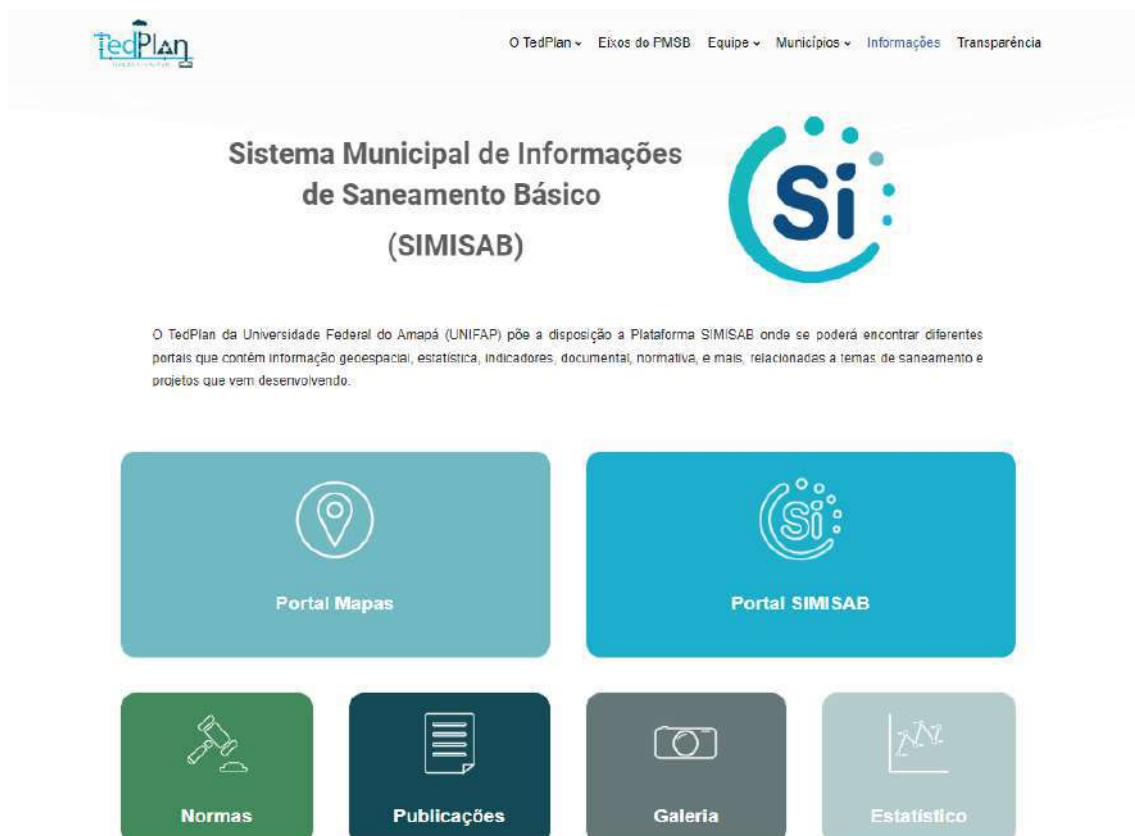 TedPlan
O TedPlan
Eixos do PMSB
Equipe
Municípios
Informações
Transparência
Sistema Municipal de Informações
de Saneamento Básico
(SIMISAB)
Si
O TedPlan da Universidade Federal do Amapá (UNIFAP) põe a disposição a Plataforma SIMISAB onde se poderá encontrar diferentes
portais que contêm informação geoespacial, estatística, indicadores, documental, normativa, e mais, relacionadas a temas de saneamento e
projetos que vem desenvolvendo.
Si
Portal Mapas
Portal SIMISAB
Normas
Publicações
Galeria
Estatístico